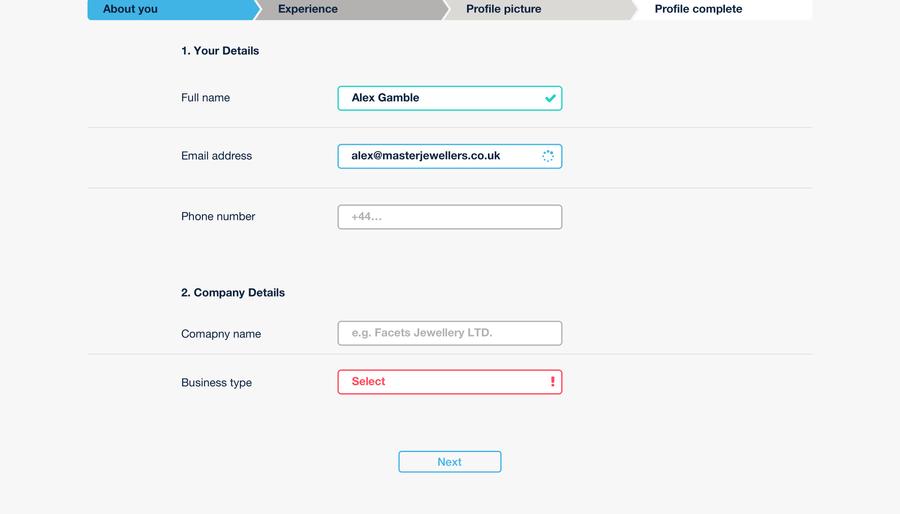 About you
Experience
Profile picture
Profile complete
1. Your Details
Full name
Alex Gamble
Email address
alex@masterjewellers.co.uk
Phone number
+44...
2. Company Details
Comapny name
e.g. Facets Jewellery LTD.
Business type
Select
!
Next